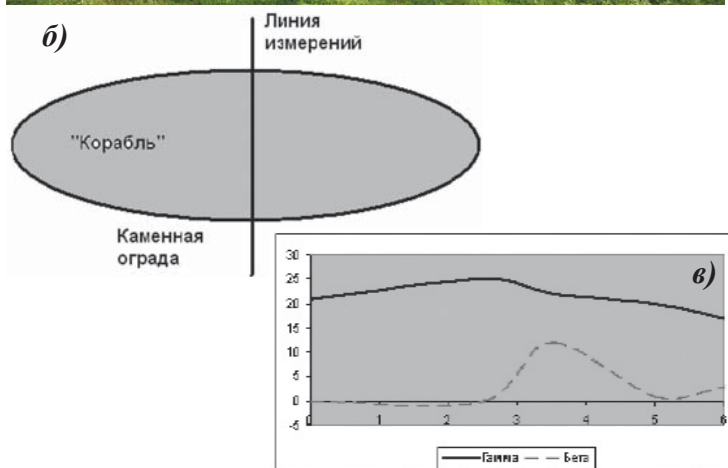 б)
Линия
измерений
"Корабль"
Каменная
ограда
в)
30
25
20
15
10
5
0
-5
0 1 2 3 4 5 6
Гамма Бета